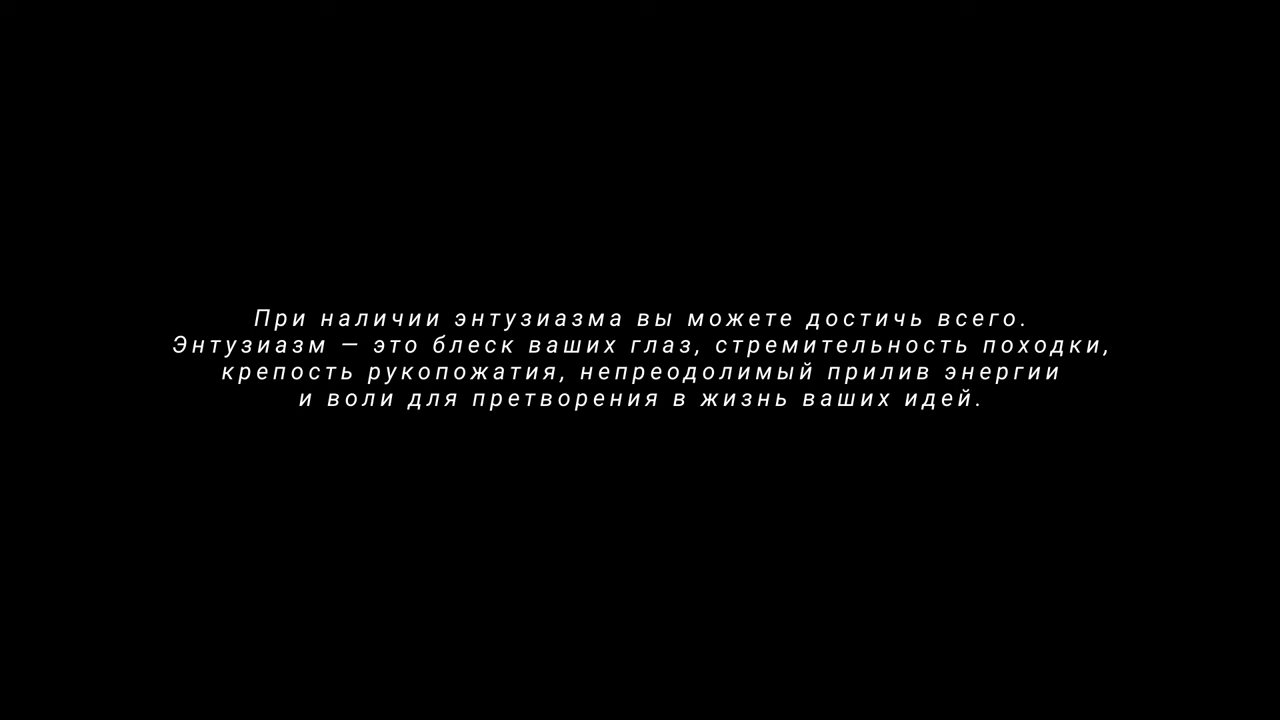 При наличии энтузиазма вы можете достичь всего.
Энтузиазм — это блеск ваших глаз, стремительность походки,
крепость рукопожатия, непреодолимый прилив энергии
и воли для претворения в жизнь ваших идей.